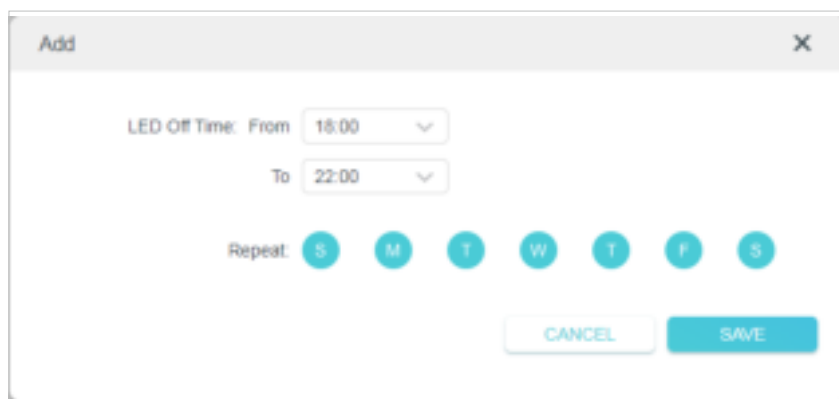 Add
LED Off Time: From 18:00
To 22:00
Repeat: S M T W T F S
CANCEL SAVE